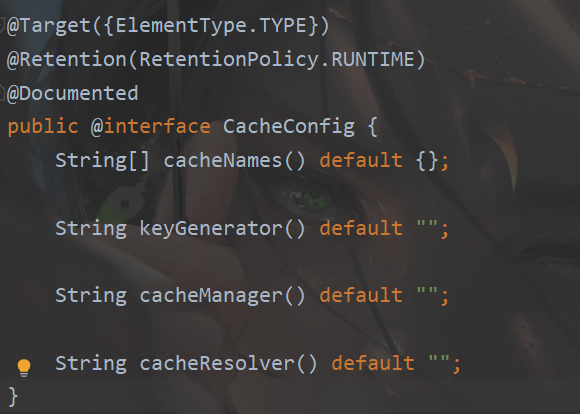 @Target({ElementType.TYPE})
@Retention(RetentionPolicy.RUNTIME)
@Documented
public @interface CacheConfig {
    String[] cacheNames() default {};
    String keyGenerator() default "";
    String cacheManager() default "";
    String cacheResolver() default "";
}